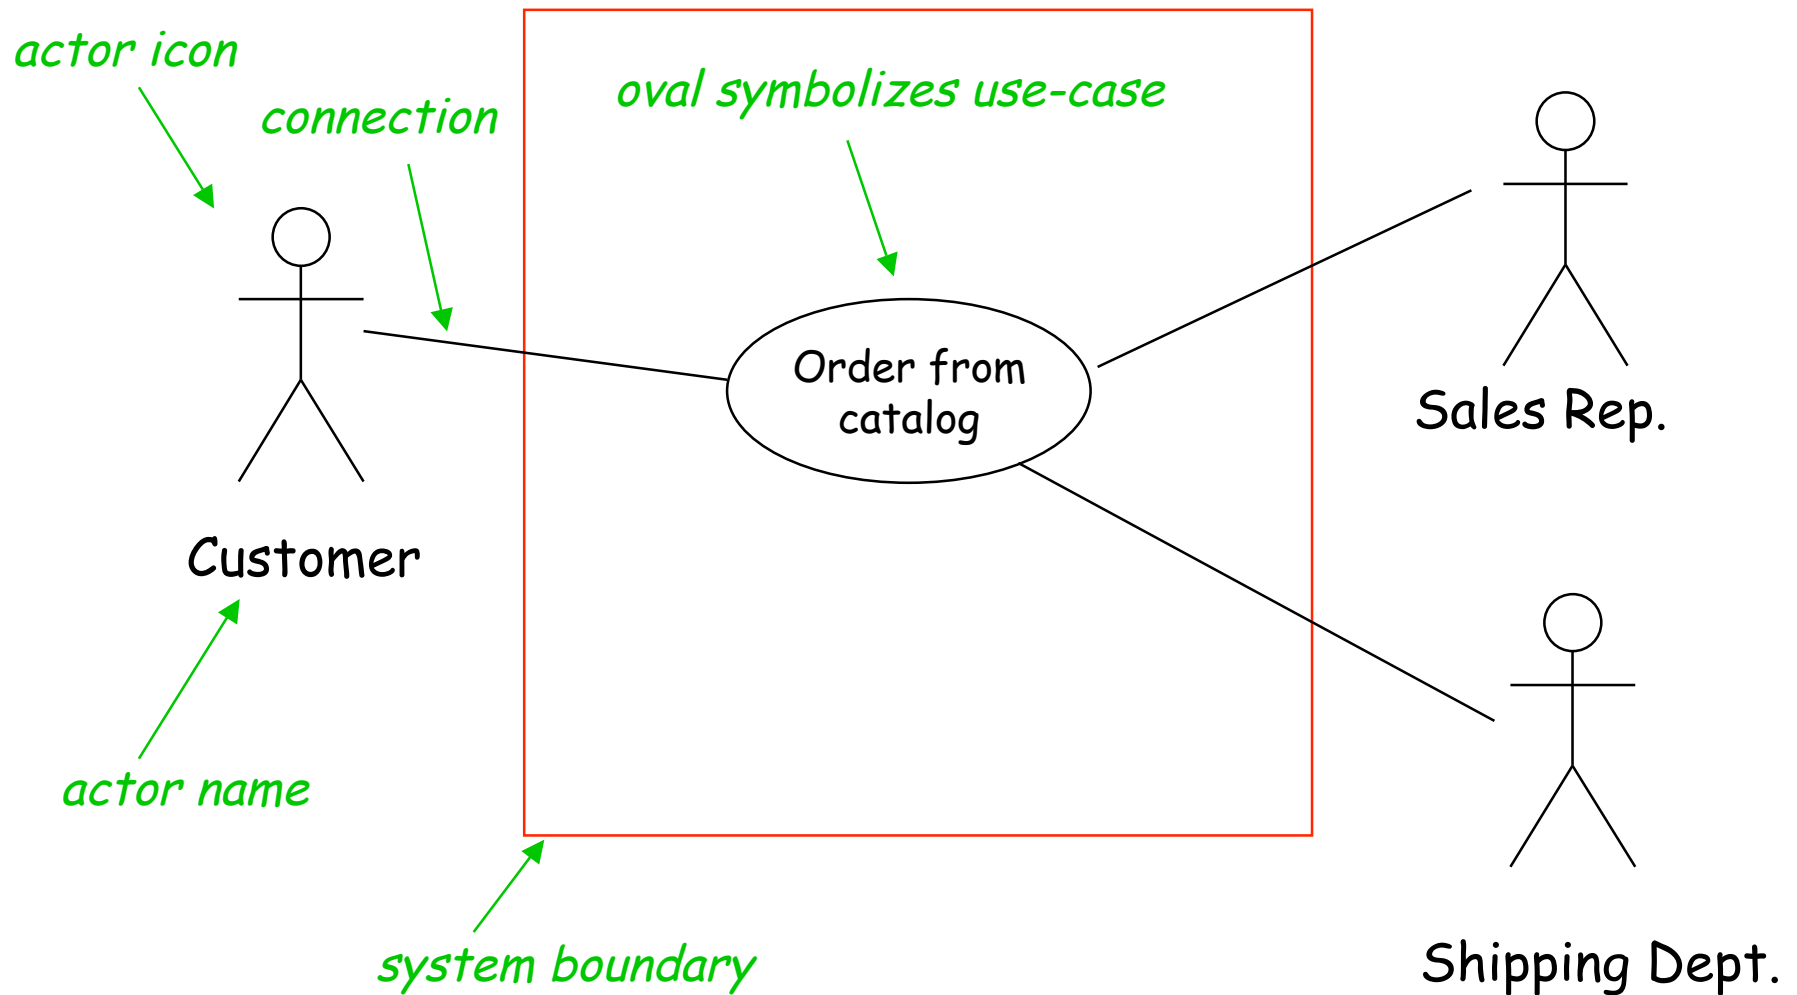 actor icon
connection
oval symbolizes use-case
Order from
catalog
Sales Rep.
Customer
actor name
system boundary
Shipping Dept.